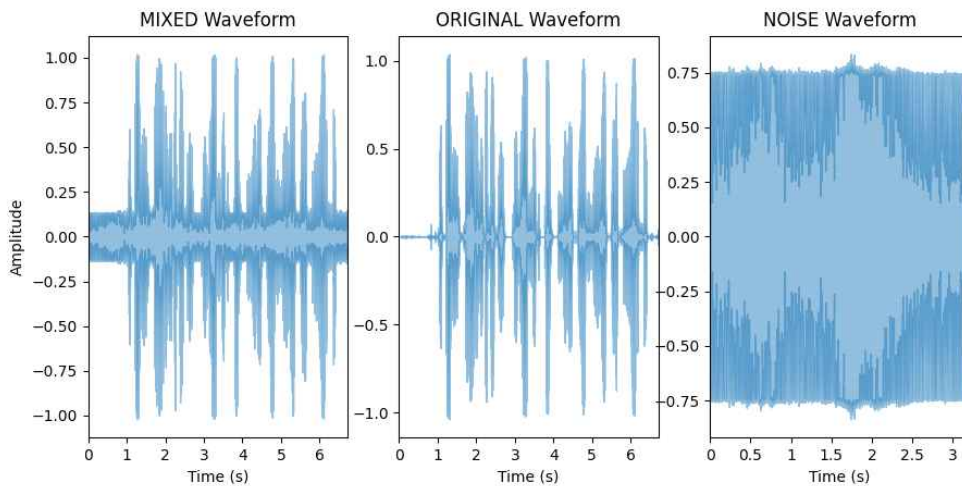 MIXED Waveform
ORIGINAL Waveform
NOISE Waveform
Amplitude
1.00
0.75
0.50
0.25
0.00
−0.25
−0.50
−0.75
−1.00
0 1 2 3 4 5 6
Time (s)
1.0
0.5
0.0
−0.5
−1.0
0 1 2 3 4 5 6
Time (s)
0.75
0.50
0.25
0.00
−0.25
−0.50
−0.75
0 0.5 1 1.5 2 2.5 3
Time (s)